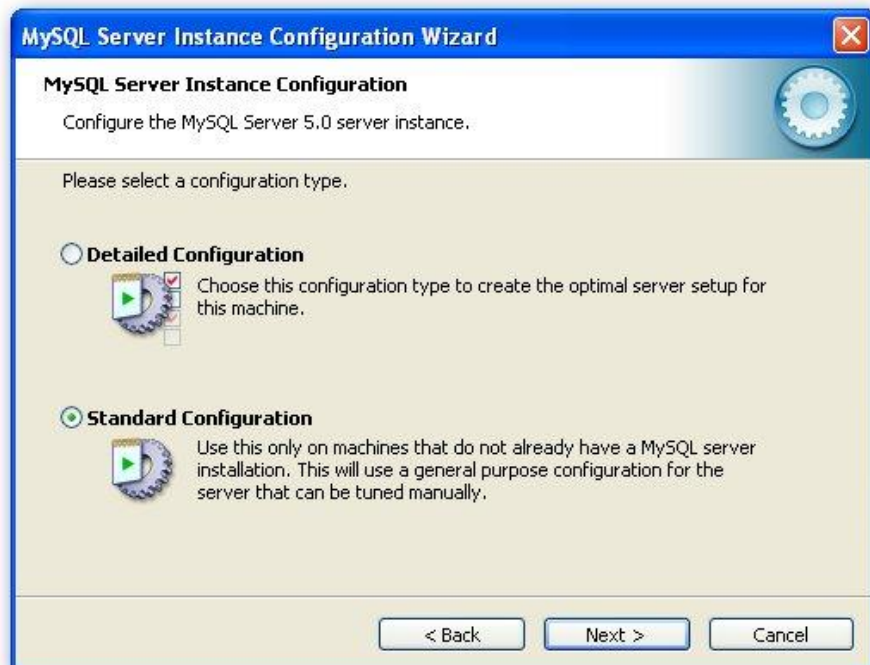 MySQL Server Instance Configuration Wizard
MySQL Server Instance Configuration
Configure the MySQL Server 5.0 server instance.
Please select a configuration type.
Detailed Configuration
Choose this configuration type to create the optimal server setup for
this machine.
Standard Configuration
Use this only on machines that do not already have a MySQL server
installation. This will use a general purpose configuration for the
server that can be tuned manually.
< Back
Next >
Cancel